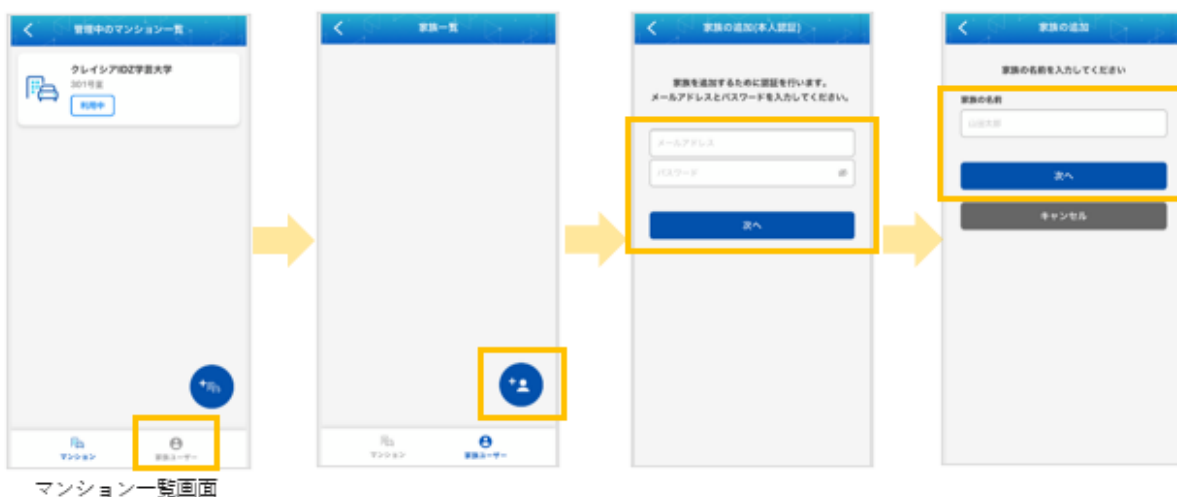 管理中のマンション一覧
クレイシアIDZ学芸大学
301号室
利用中
マンション
家族ユーザー
マンション一覧画面
家族一覧
マンション
家族ユーザー
家族の追加(本人認証)
家族を追加するために認証を行います。
メールアドレスとパスワードを入力してください。
メールアドレス
パスワード
次へ
家族の追加
家族の名前を入力してください
家族の名前
山田太郎
次へ
キャンセル